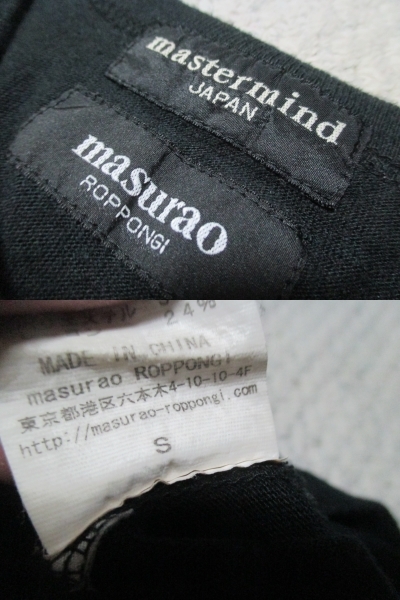 mastermind
JAPAN
masurao
ROPPONGI
24%
MADE IN CHINA
masurao ROPPONGI
東京都港区六本木4-10-10-4F
http://masurao-roppongi.com
S